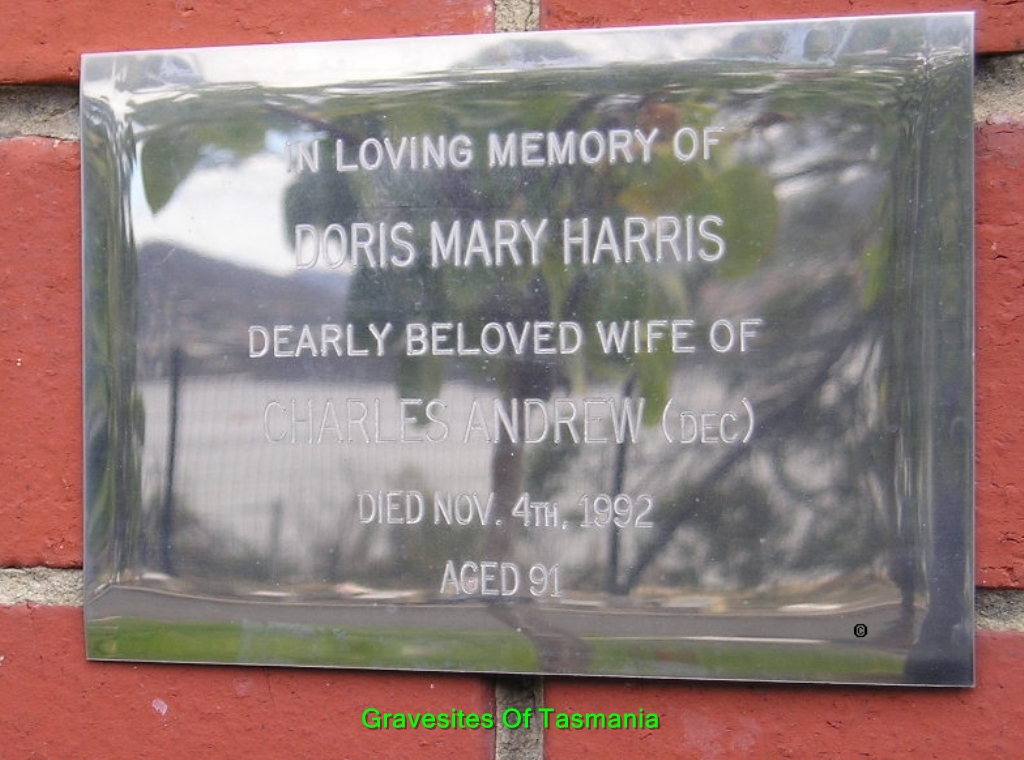 IN LOVING MEMORY OF
DORIS MARY HARRIS
DEARLY BELOVED WIFE OF
CHARLES ANDREW (DEC)
DIED NOV. 4TH, 1992
AGED 91
©
Gravesites Of Tasmania